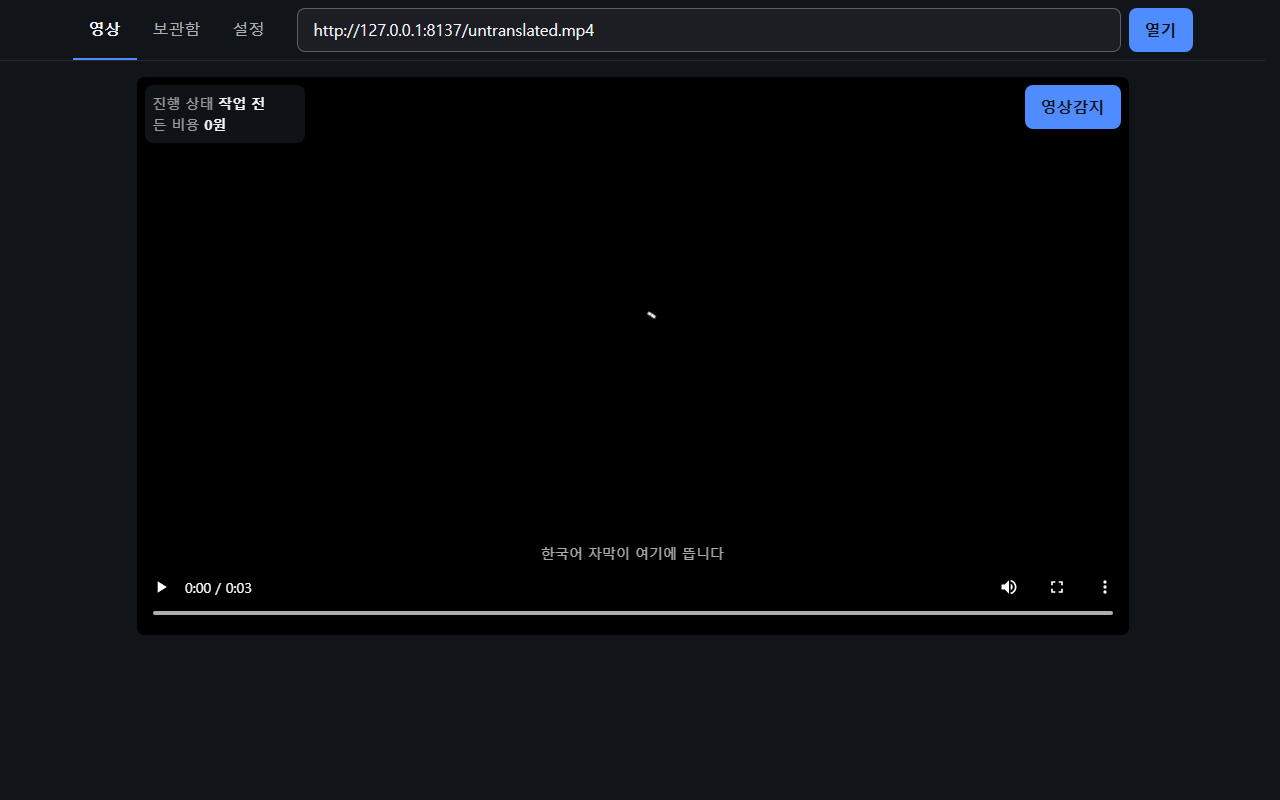 영상 보관함 설정 http://127.0.0.1:8137/untranslated.mp4 열기
진행 상태 작업 전
든 비용 0원
영상감지
한국어 자막이 여기에 뜹니다
0:00 / 0:03